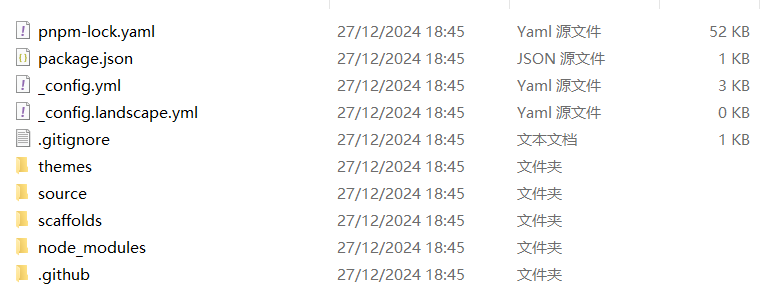 pnpm-lock.yaml 27/12/2024 18:45 Yaml 源文件 52 KB
package.json 27/12/2024 18:45 JSON 源文件 1 KB
_config.yml 27/12/2024 18:45 Yaml 源文件 3 KB
_config.landscape.yml 27/12/2024 18:45 Yaml 源文件 0 KB
.gitignore 27/12/2024 18:45 文本文档 1 KB
themes 27/12/2024 18:45 文件夹
source 27/12/2024 18:45 文件夹
scaffolds 27/12/2024 18:45 文件夹
node_modules 27/12/2024 18:45 文件夹
.github 27/12/2024 18:45 文件夹